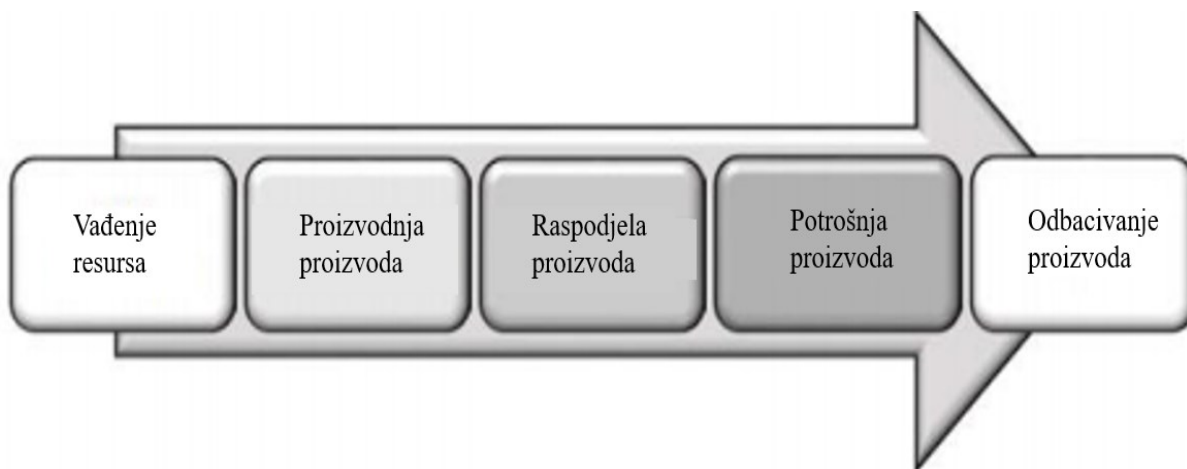 Vađenje
resursa
Proizvodnja
proizvoda
Raspodjela
proizvoda
Potrošnja
proizvoda
Odbacivanje
proizvoda